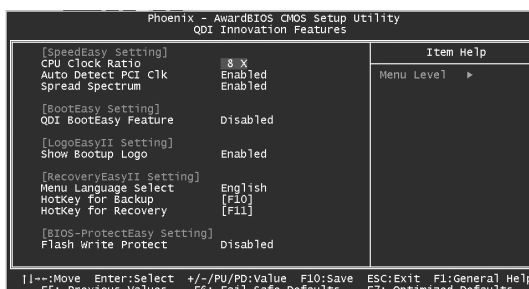 Phoenix - AwardBIOS CMOS Setup Utility
QDI Innovation Features
[SpeedEasy Setting]
CPU Clock Ratio 8 X
Auto Detect PCI Clk Enabled
Spread Spectrum Enabled
[BootEasy Setting]
QDI BootEasy Feature Disabled
[LogoEasyII Setting]
Show Bootup Logo Enabled
[RecoveryEasyII Setting]
Menu Language Select English
HotKey for Backup [F10]
HotKey for Recovery [F11]
[BIOS-ProtectEasy Setting]
Flash Write Protect Disabled
Item Help
Menu Level ▶
↑↓→←:Move Enter:Select +/-/PU/PD:Value F10:Save ESC:Exit F1:General Help
F5: Previous Values F6: Fail-Safe Defaults F7: Optimized Defaults